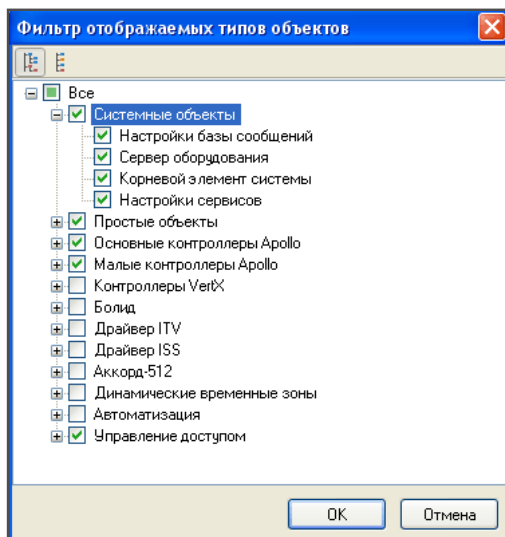 Фильтр отображаемых типов объектов
Все
Системные объекты
Настройки базы сообщений
Сервер оборудования
Корневой элемент системы
Настройки сервисов
Простые объекты
Основные контроллеры Apollo
Малые контроллеры Apollo
Контроллеры VertX
Болид
Драйвер ITV
Драйвер ISS
Аккорд-512
Динамические временные зоны
Автоматизация
Управление доступом
OK
Отмена